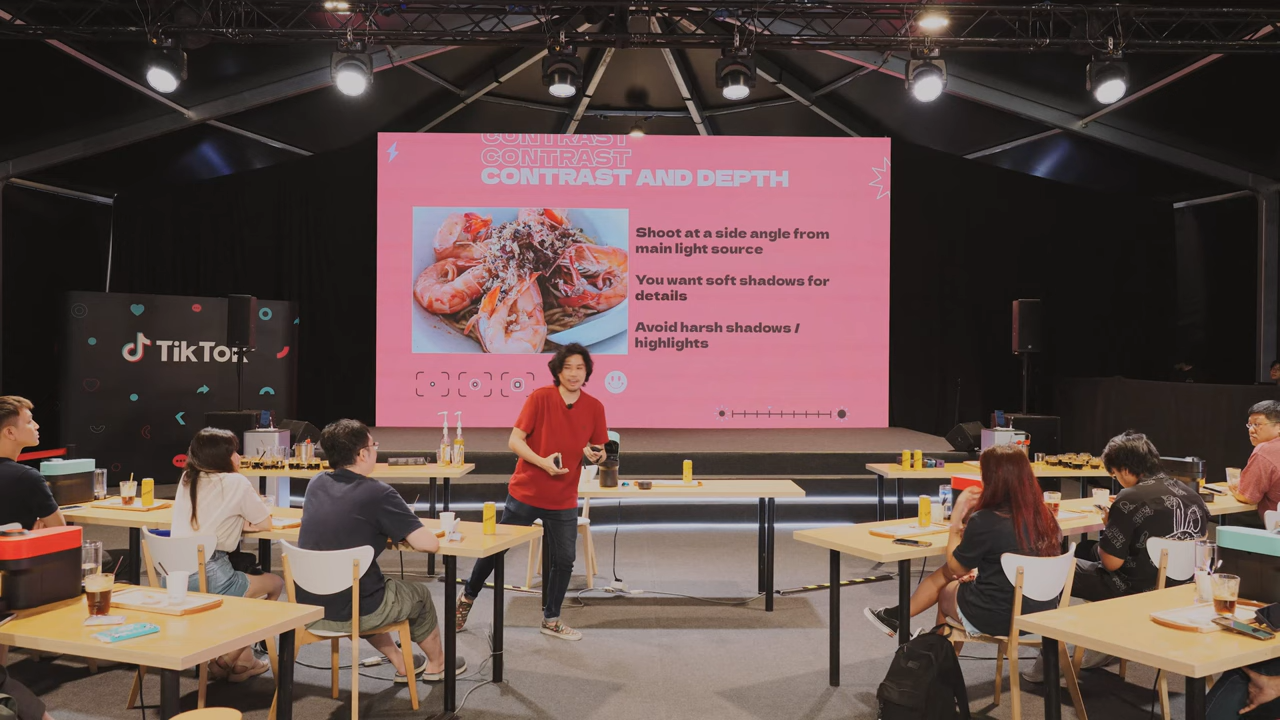 CONTRAST
CONTRAST
CONTRAST AND DEPTH
Shoot at a side angle from
main light source
You want soft shadows for
details
Avoid harsh shadows /
highlights
TikTok